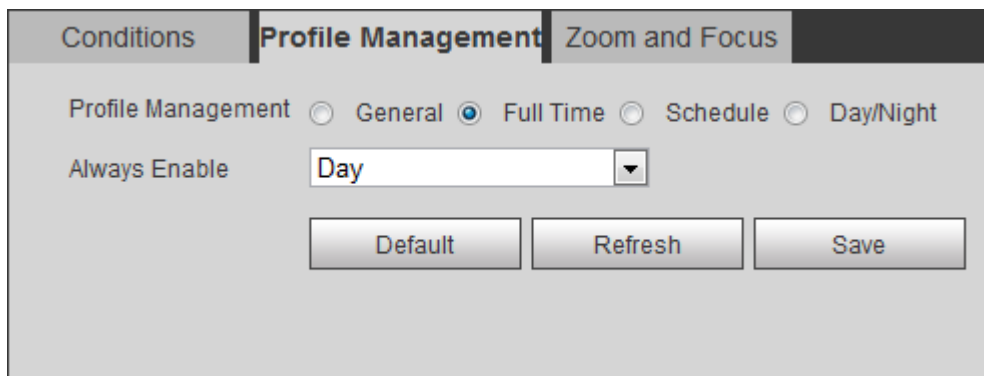 Conditions Profile Management Zoom and Focus
Profile Management General Full Time Schedule Day/Night
Always Enable Day
Default Refresh Save